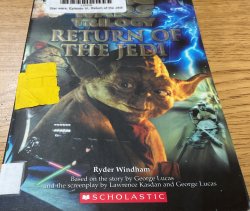 Star wars. Episode VI, Return of the Jedi
TRILOGY
RETURN OF
THE JEDI
Ryder Windham
Based on the story by George Lucas
and the screenplay by Lawrence Kasdan and George Lucas
SCHOLASTIC